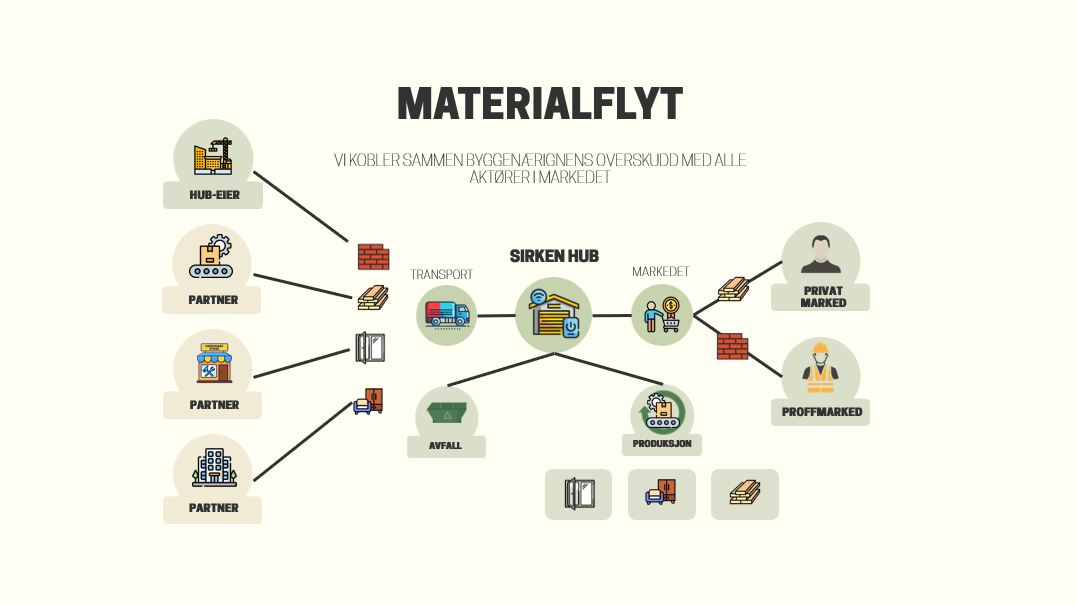 MATERIALFLYT
VI KOBLER SAMMEN BYGGENÆRIGNENS OVERSKUDD MED ALLE
AKTØRER I MARKEDET
HUB-EIER
PARTNER
PARTNER
PARTNER
TRANSPORT
SIRKEN HUB
MARKEDET
AVFALL
PRODUKSJON
PRIVAT
MARKED
PROFFMARKED